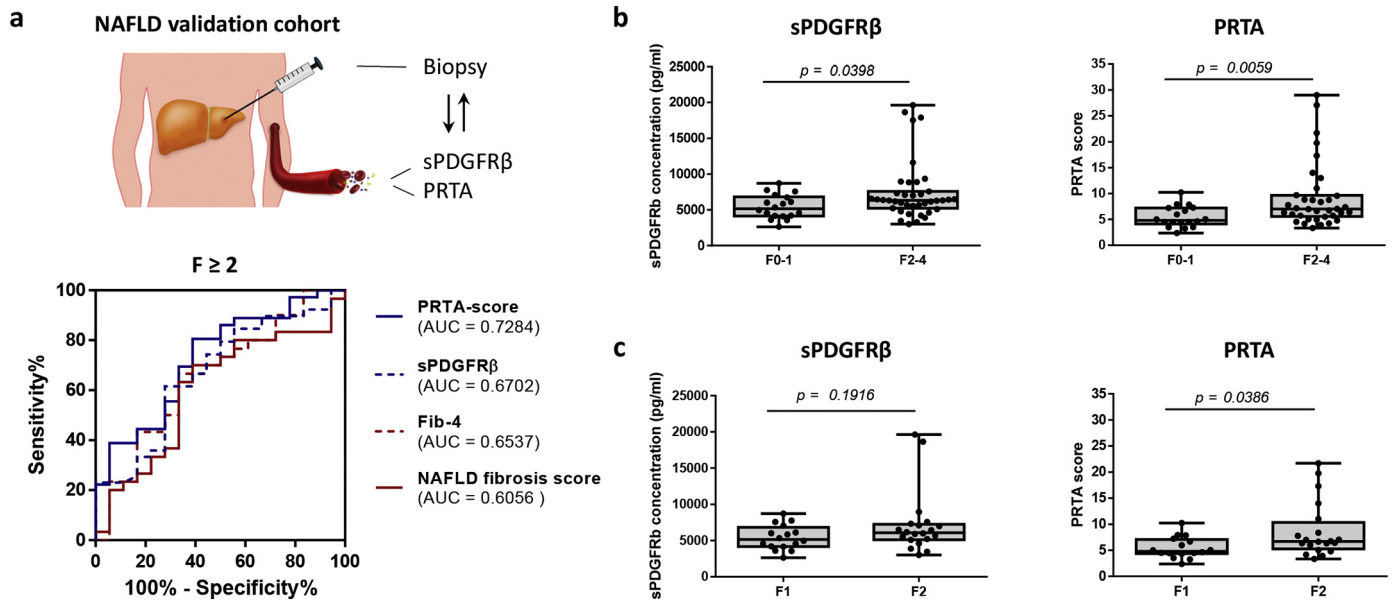 a
NAFLD validation cohort
Biopsy
sPDGFRβ
PRTA
F ≥ 2
Sensitivity%
100
80
60
40
20
0
0 20 40 60 80 100
100% - Specificity%
PRTA-score
(AUC = 0.7284)
sPDGFRβ
(AUC = 0.6702)
Fib-4
(AUC = 0.6537)
NAFLD fibrosis score
(AUC = 0.6056 )
b
sPDGFRβ
sPDGFRb concentration (pg/ml)
25000
20000
15000
10000
5000
0
p = 0.0398
F0-1 F2-4
PRTA
PRTA score
35
30
25
20
15
10
5
0
p = 0.0059
F0-1 F2-4
c
sPDGFRβ
sPDGFRb concentration (pg/ml)
25000
20000
15000
10000
5000
0
p = 0.1916
F1 F2
PRTA
PRTA score
35
30
25
20
15
10
5
0
p = 0.0386
F1 F2